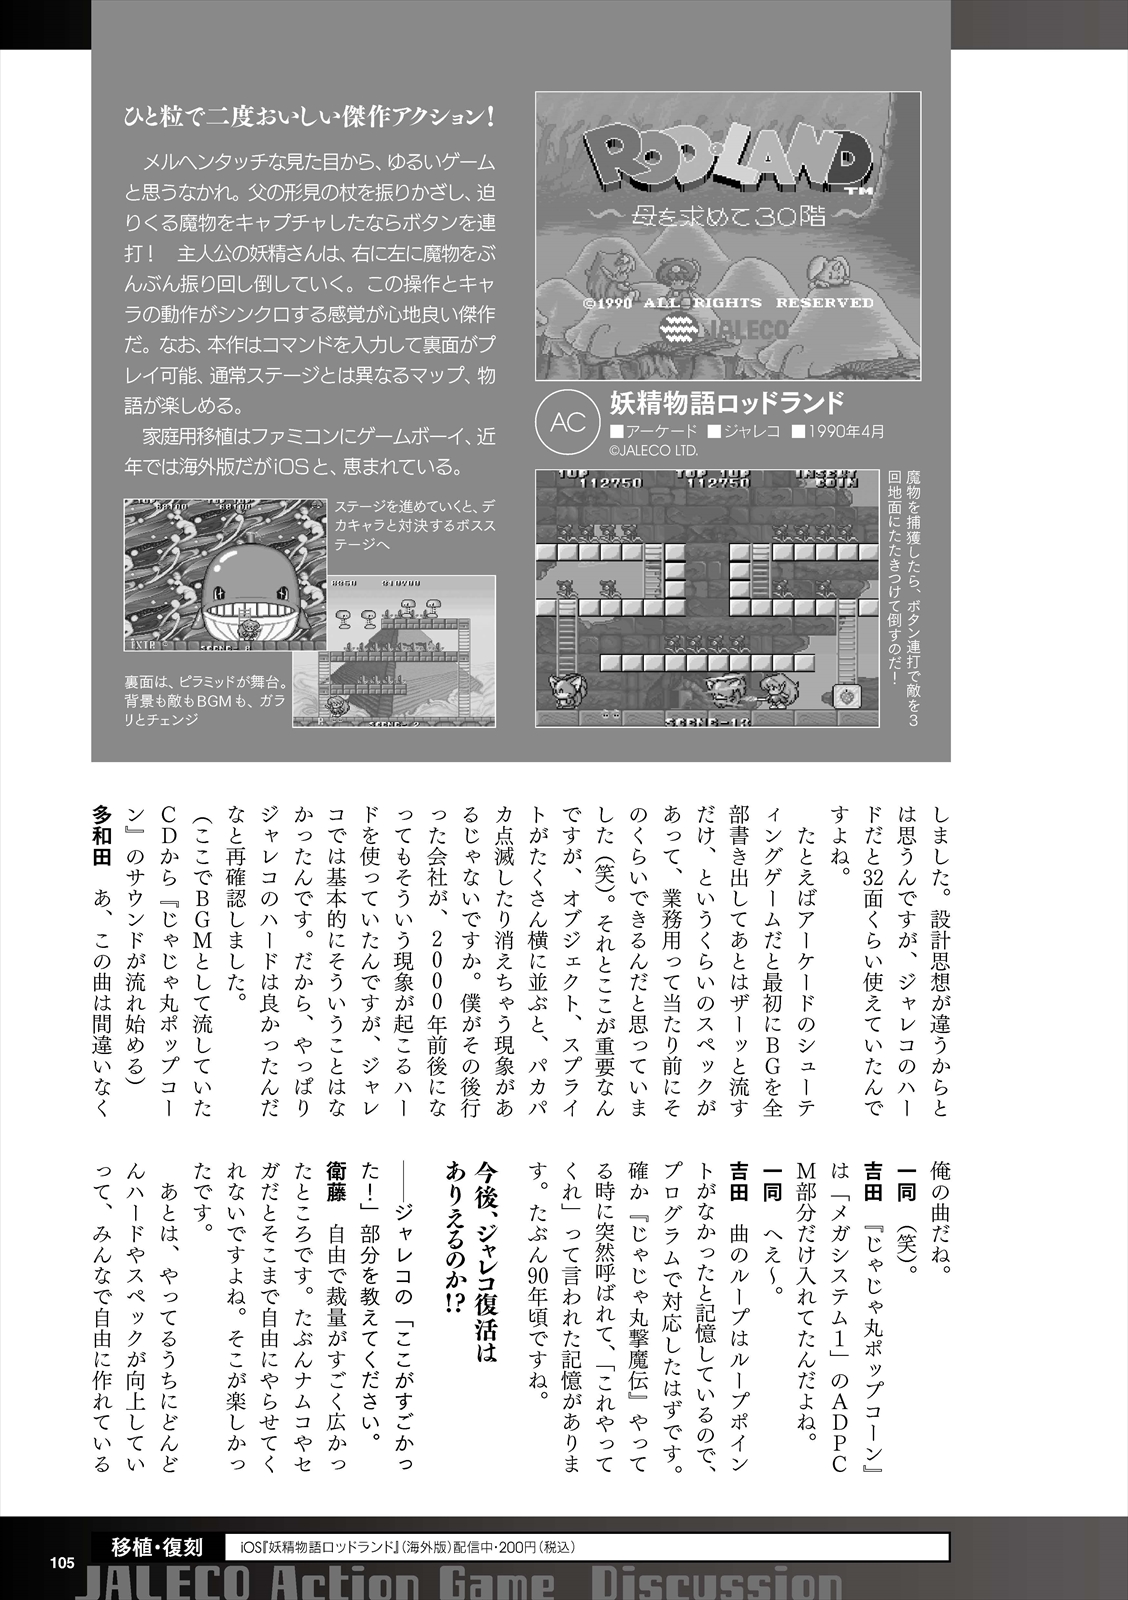 ひと粒で二度おいしい傑作アクション!
　メルヘンタッチな見た目から、ゆるいゲーム
と思うなかれ。父の形見の杖を振りかざし、迫
りくる魔物をキャプチャしたならボタンを連
打!　主人公の妖精さんは、右に左に魔物をぶ
んぶん振り回し倒していく。この操作とキャ
ラの動作がシンクロする感覚が心地良い傑作
だ。なお、本作はコマンドを入力して裏面がプ
レイ可能、通常ステージとは異なるマップ、物
語が楽しめる。
　家庭用移植はファミコンにゲームボーイ、近
年では海外版だがiOSと、恵まれている。
ROD・LAND
TM
〜母を求めて30階〜
©1990 ALL RIGHTS RESERVED
JALECO
AC
妖精物語ロッドランド
■アーケード ■ジャレコ ■1990年4月
©JALECO LTD.
ステージを進めていくと、デ
カキャラと対決するボスス
テージへ
EXTR
SCENE-8
裏面は、ピラミッドが舞台。
背景も敵もBGMも、ガラ
リとチェンジ
SCENE-2
1UP TOP 1UP INSERT
112750 112750 COIN
SCENE-13
魔物を捕獲したら、ボタン連打で敵を3
回地面にたたきつけて倒すのだ!
しました。設計思想が違うからと
は思うんですが、ジャレコのハー
ドだと32面くらい使えていたんで
すよね。
　たとえばアーケードのシューテ
ィングゲームだと最初にBGを全
部書き出してあとはザーッと流す
だけ、というくらいのスペックが
あって、業務用って当たり前にそ
のくらいできるんだと思っていま
した（笑）。それとここが重要なん
ですが、オブジェクト、スプライ
トがたくさん横に並ぶと、パカパ
カ点滅したり消えちゃう現象があ
るじゃないですか。僕がその後行
った会社が、2000年前後にな
ってもそういう現象が起こるハー
ドを使っていたんですが、ジャレ
コでは基本的にそういうことはな
かったんです。だから、やっぱり
ジャレコのハードは良かったんだ
なと再確認しました。
（ここでBGMとして流していた
CDから『じゃじゃ丸ポップコー
ン』のサウンドが流れ始める）
多和田　あ、この曲は間違いなく
俺の曲だね。
一同　（笑）。
吉田　『じゃじゃ丸ポップコーン』
は「メガシステム1」のADPC
M部分だけ入れてたんだよね。
一同　へえ〜。
吉田　曲のループはループポイン
トがなかったと記憶しているので、
プログラムで対応したはずです。
確か『じゃじゃ丸撃魔伝』やって
る時に突然呼ばれて、「これやって
くれ」って言われた記憶がありま
す。たぶん90年頃ですね。
今後、ジャレコ復活は
ありえるのか!?
――ジャレコの「ここがすごかっ
た!」部分を教えてください。
衛藤　自由で裁量がすごく広かっ
たところです。たぶんナムコやセ
ガだとそこまで自由にやらせてく
れないですよね。そこが楽しかっ
たです。
　あとは、やってるうちにどんど
んハードやスペックが向上してい
って、みんなで自由に作れている
移植・復刻
iOS『妖精物語ロッドランド』（海外版）配信中・200円（税込）
105
JALECO Action Game Discussion